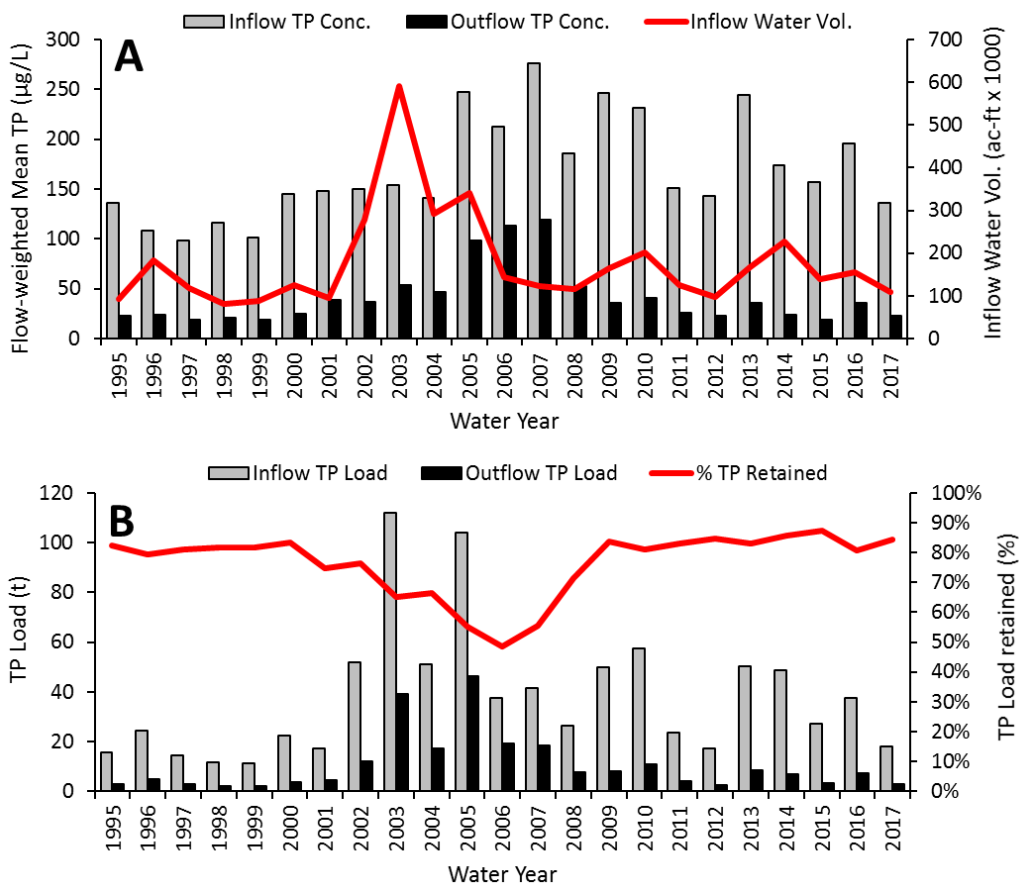 Inflow TP Conc. Outflow TP Conc. Inflow Water Vol.
A
Flow-weighted Mean TP (µg/L)
300
250
200
150
100
50
0
700
600
500
400
300
200
100
0
Inflow Water Vol. (ac-ft x 1000)
1995 1996 1997 1998 1999 2000 2001 2002 2003 2004 2005 2006 2007 2008 2009 2010 2011 2012 2013 2014 2015 2016 2017
Water Year
Inflow TP Load Outflow TP Load % TP Retained
B
TP Load (t)
120
100
80
60
40
20
0
100%
90%
80%
70%
60%
50%
40%
30%
20%
10%
0%
TP Load retained (%)
1995 1996 1997 1998 1999 2000 2001 2002 2003 2004 2005 2006 2007 2008 2009 2010 2011 2012 2013 2014 2015 2016 2017
Water Year